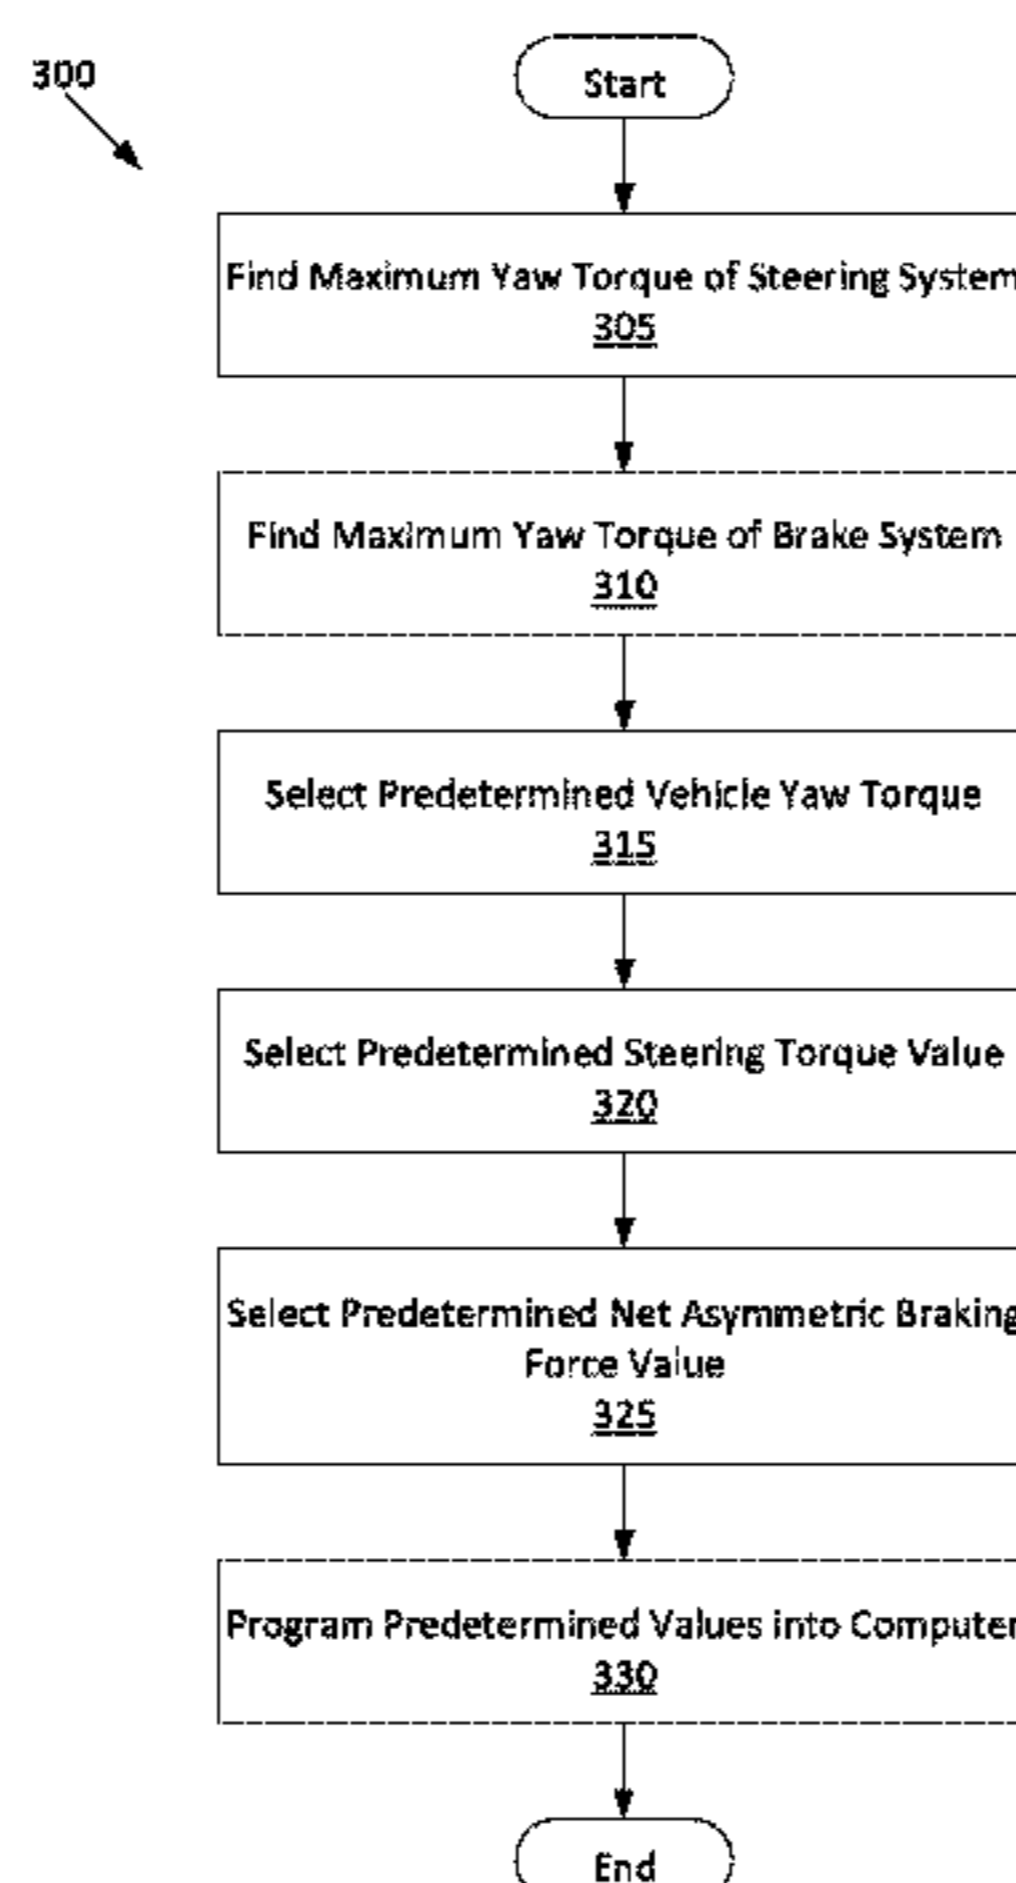 300
Start
Find Maximum Yaw Torque of Steering System
305
Find Maximum Yaw Torque of Brake System
310
Select Predetermined Vehicle Yaw Torque
315
Select Predetermined Steering Torque Value
320
Select Predetermined Net Asymmetric Braking
Force Value
325
Program Predetermined Values into Computer
330
End